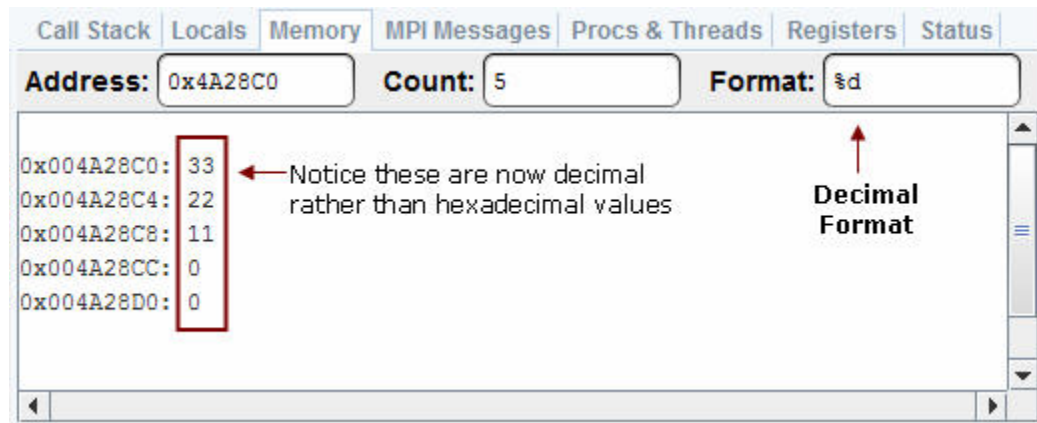 Call Stack Locals Memory MPI Messages Procs & Threads Registers Status
Address: 0x4A28C0 Count: 5 Format: %d
0x004A28C0: 33
0x004A28C4: 22
0x004A28C8: 11
0x004A28CC: 0
0x004A28D0: 0
Notice these are now decimal
rather than hexadecimal values
Decimal
Format